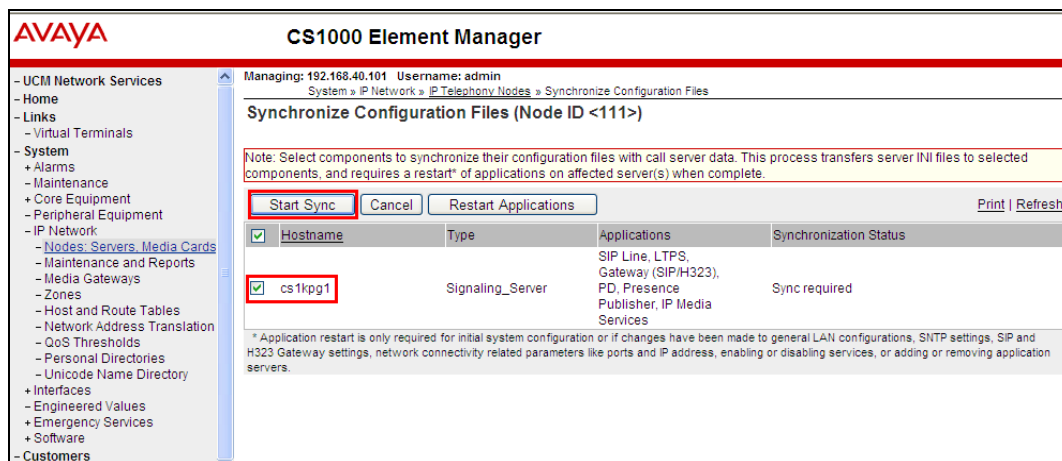 AVAYA
CS1000 Element Manager
- UCM Network Services
- Home
- Links
- Virtual Terminals
- System
+ Alarms
- Maintenance
+ Core Equipment
- Peripheral Equipment
- IP Network
- Nodes: Servers, Media Cards
- Maintenance and Reports
- Media Gateways
- Zones
- Host and Route Tables
- Network Address Translation
- QoS Thresholds
- Personal Directories
- Unicode Name Directory
+ Interfaces
- Engineered Values
+ Emergency Services
+ Software
- Customers
Managing: 192.168.40.101 Username: admin
System » IP Network » IP Telephony Nodes » Synchronize Configuration Files
Synchronize Configuration Files (Node ID <111>)
Note: Select components to synchronize their configuration files with call server data. This process transfers server INI files to selected
components, and requires a restart* of applications on affected server(s) when complete.
Start Sync Cancel Restart Applications Print | Refresh
Hostname Type Applications Synchronization Status
SIP Line, LTPS,
Gateway (SIP/H323),
cs1kpg1 Signaling_Server PD, Presence Sync required
Publisher, IP Media
Services
* Application restart is only required for initial system configuration or if changes have been made to general LAN configurations, SNTP settings, SIP and
H323 Gateway settings, network connectivity related parameters like ports and IP address, enabling or disabling services, or adding or removing application
servers.